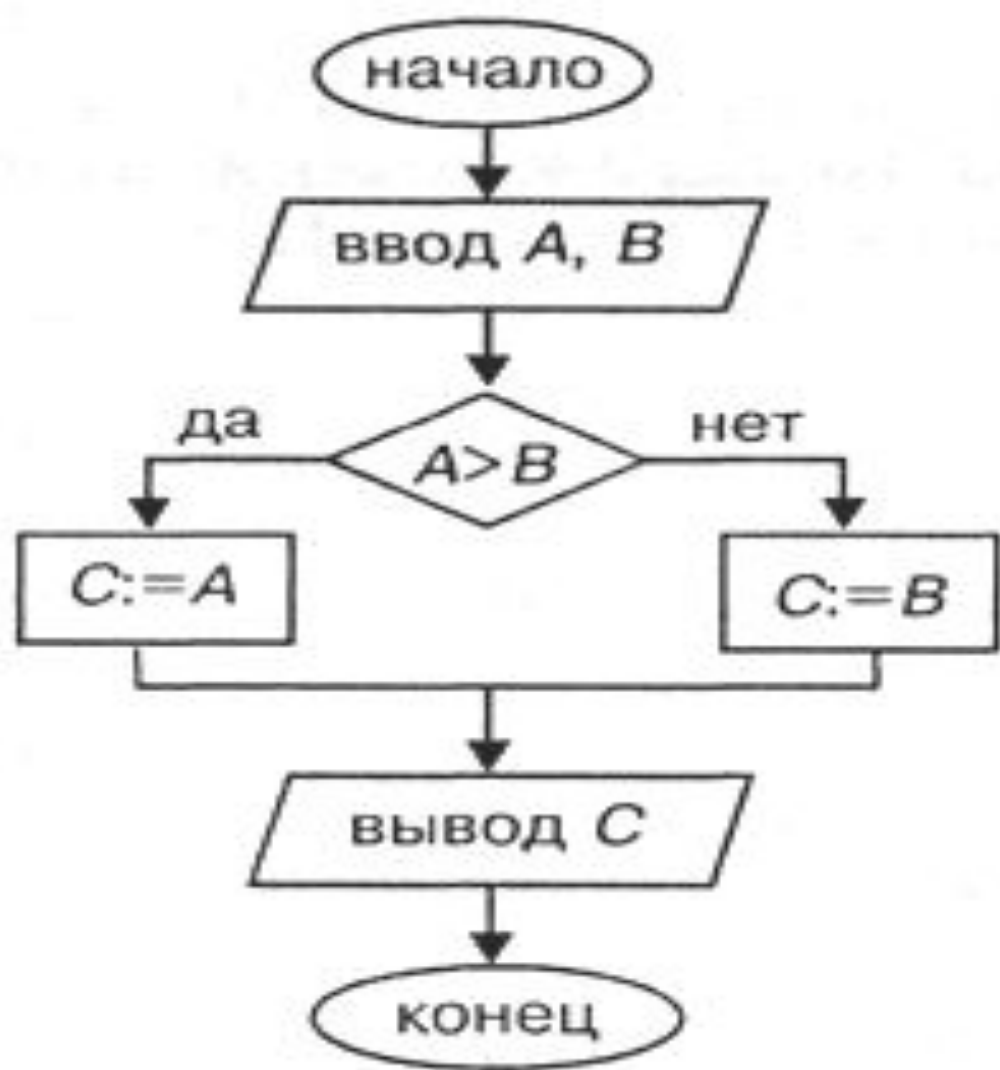 начало
ввод A, B
да
нет
A>B
C:=A
C:=B
вывод C
конец